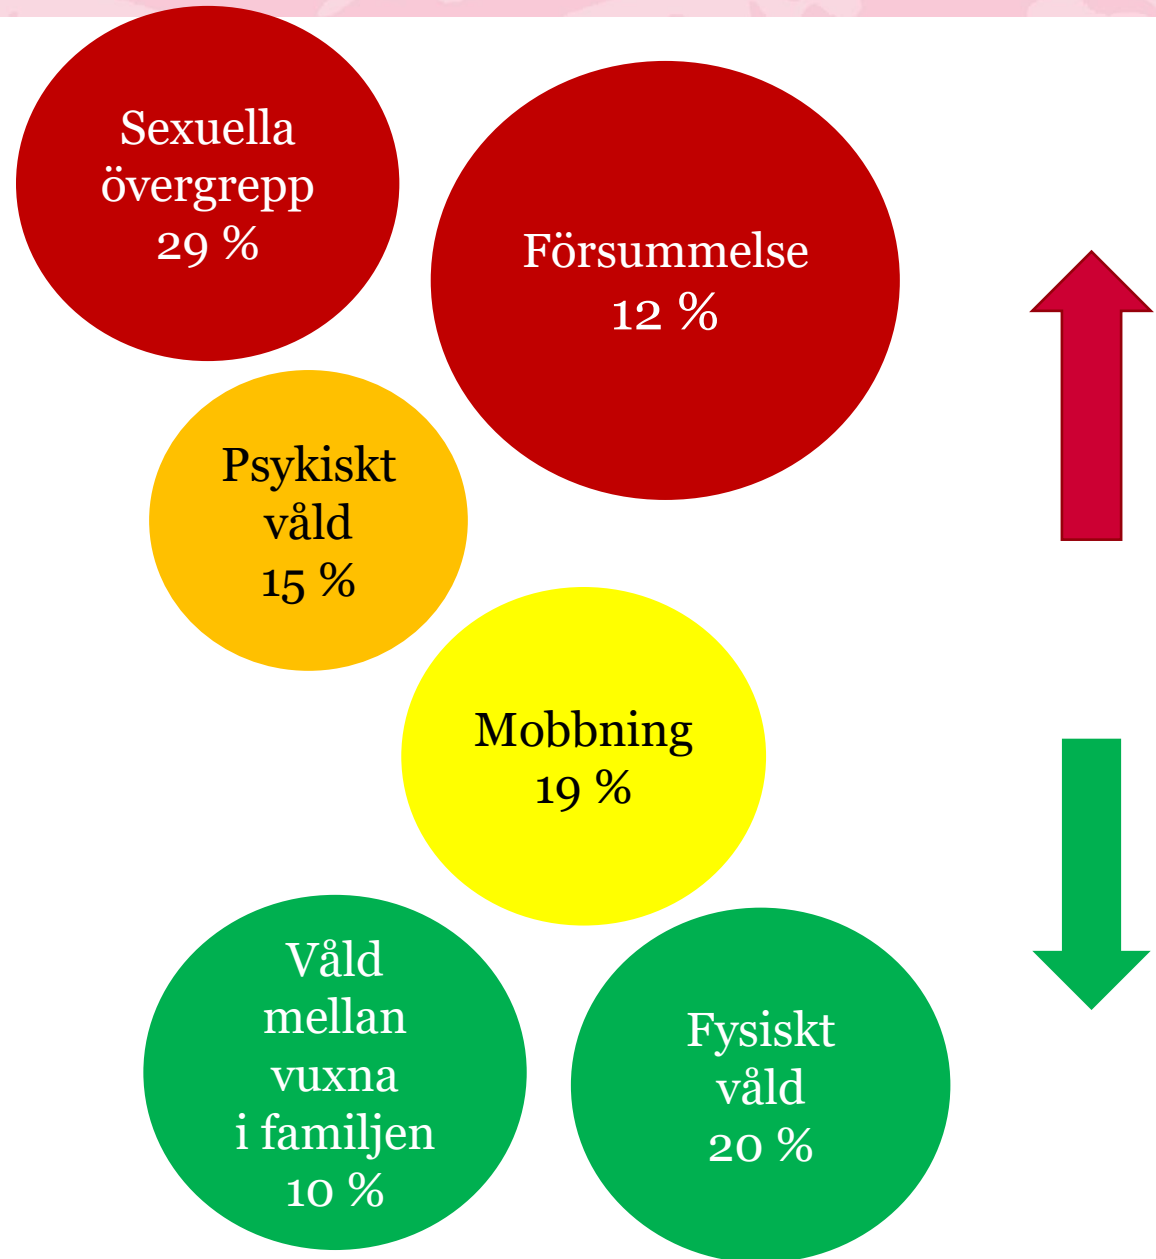 Sexuella
övergrepp
29 %
Försummelse
12 %
Psykiskt
våld
15 %
Mobbning
19 %
Våld
mellan
vuxna
i familjen
10 %
Fysiskt
våld
20 %